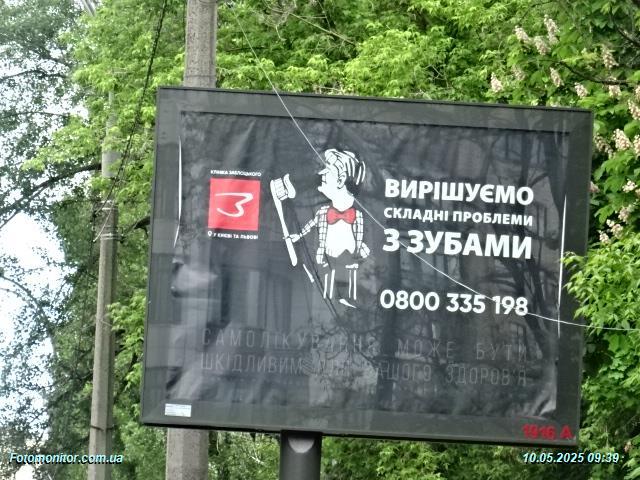 КЛІНІКА ЗАБЛОЦЬКОГО
З
У КИЄВІ ТА ЛЬВОВІ
ВИРІШУЄМО
СКЛАДНІ ПРОБЛЕМИ
З ЗУБАМИ
0800 335 198
САМОЛІКУВАННЯ МОЖЕ БУТИ
ШКІДЛИВИМ ДЛЯ ВАШОГО ЗДОРОВ'Я
1916 A
Fotomonitor.com.ua
10.05.2025 09:39